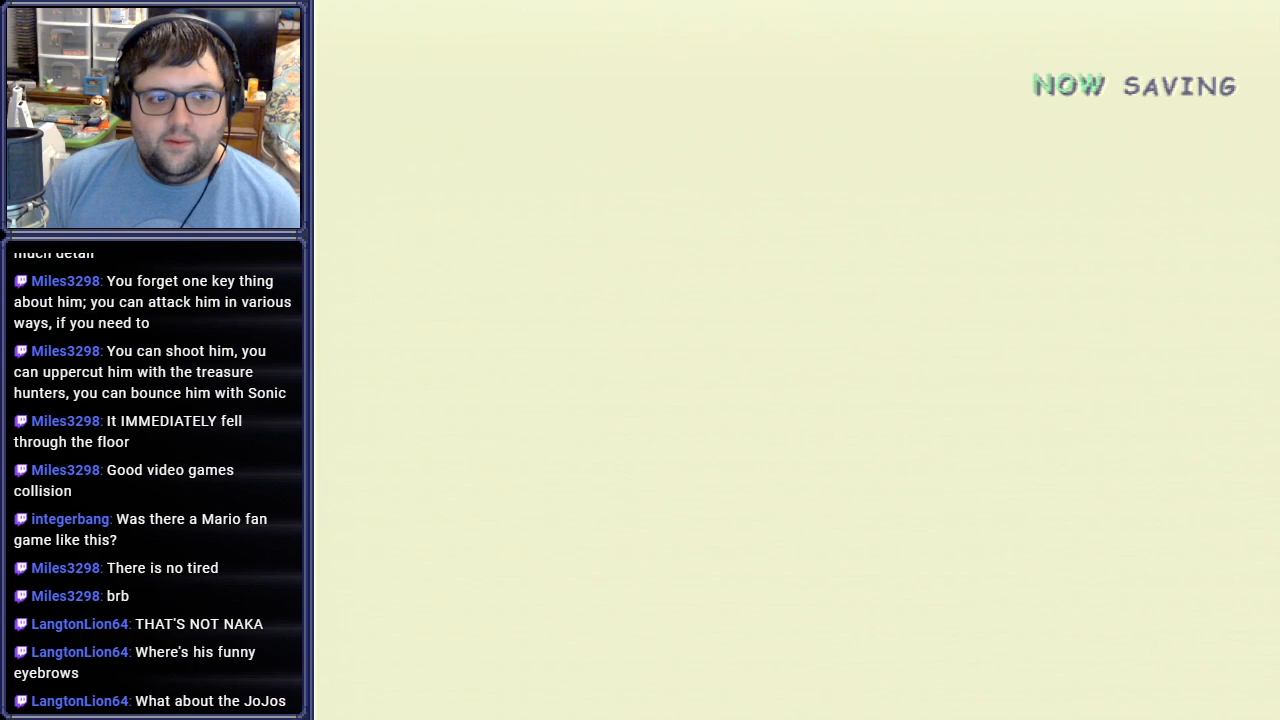 NOW SAVING
much detail
Miles3298: You forget one key thing
about him; you can attack him in various
ways, if you need to
Miles3298: You can shoot him, you
can uppercut him with the treasure
hunters, you can bounce him with Sonic
Miles3298: It IMMEDIATELY fell
through the floor
Miles3298: Good video games
collision
integerbang: Was there a Mario fan
game like this?
Miles3298: There is no tired
Miles3298: brb
LangtonLion64: THAT'S NOT NAKA
LangtonLion64: Where's his funny
eyebrows
LangtonLion64: What about the JoJos